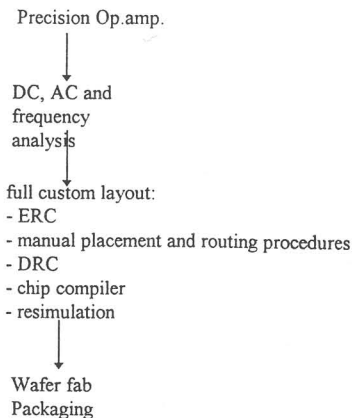 Precision Op.amp.
DC, AC and
frequency
analysis
full custom layout:
- ERC
- manual placement and routing procedures
- DRC
- chip compiler
- resimulation
Wafer fab
Packaging